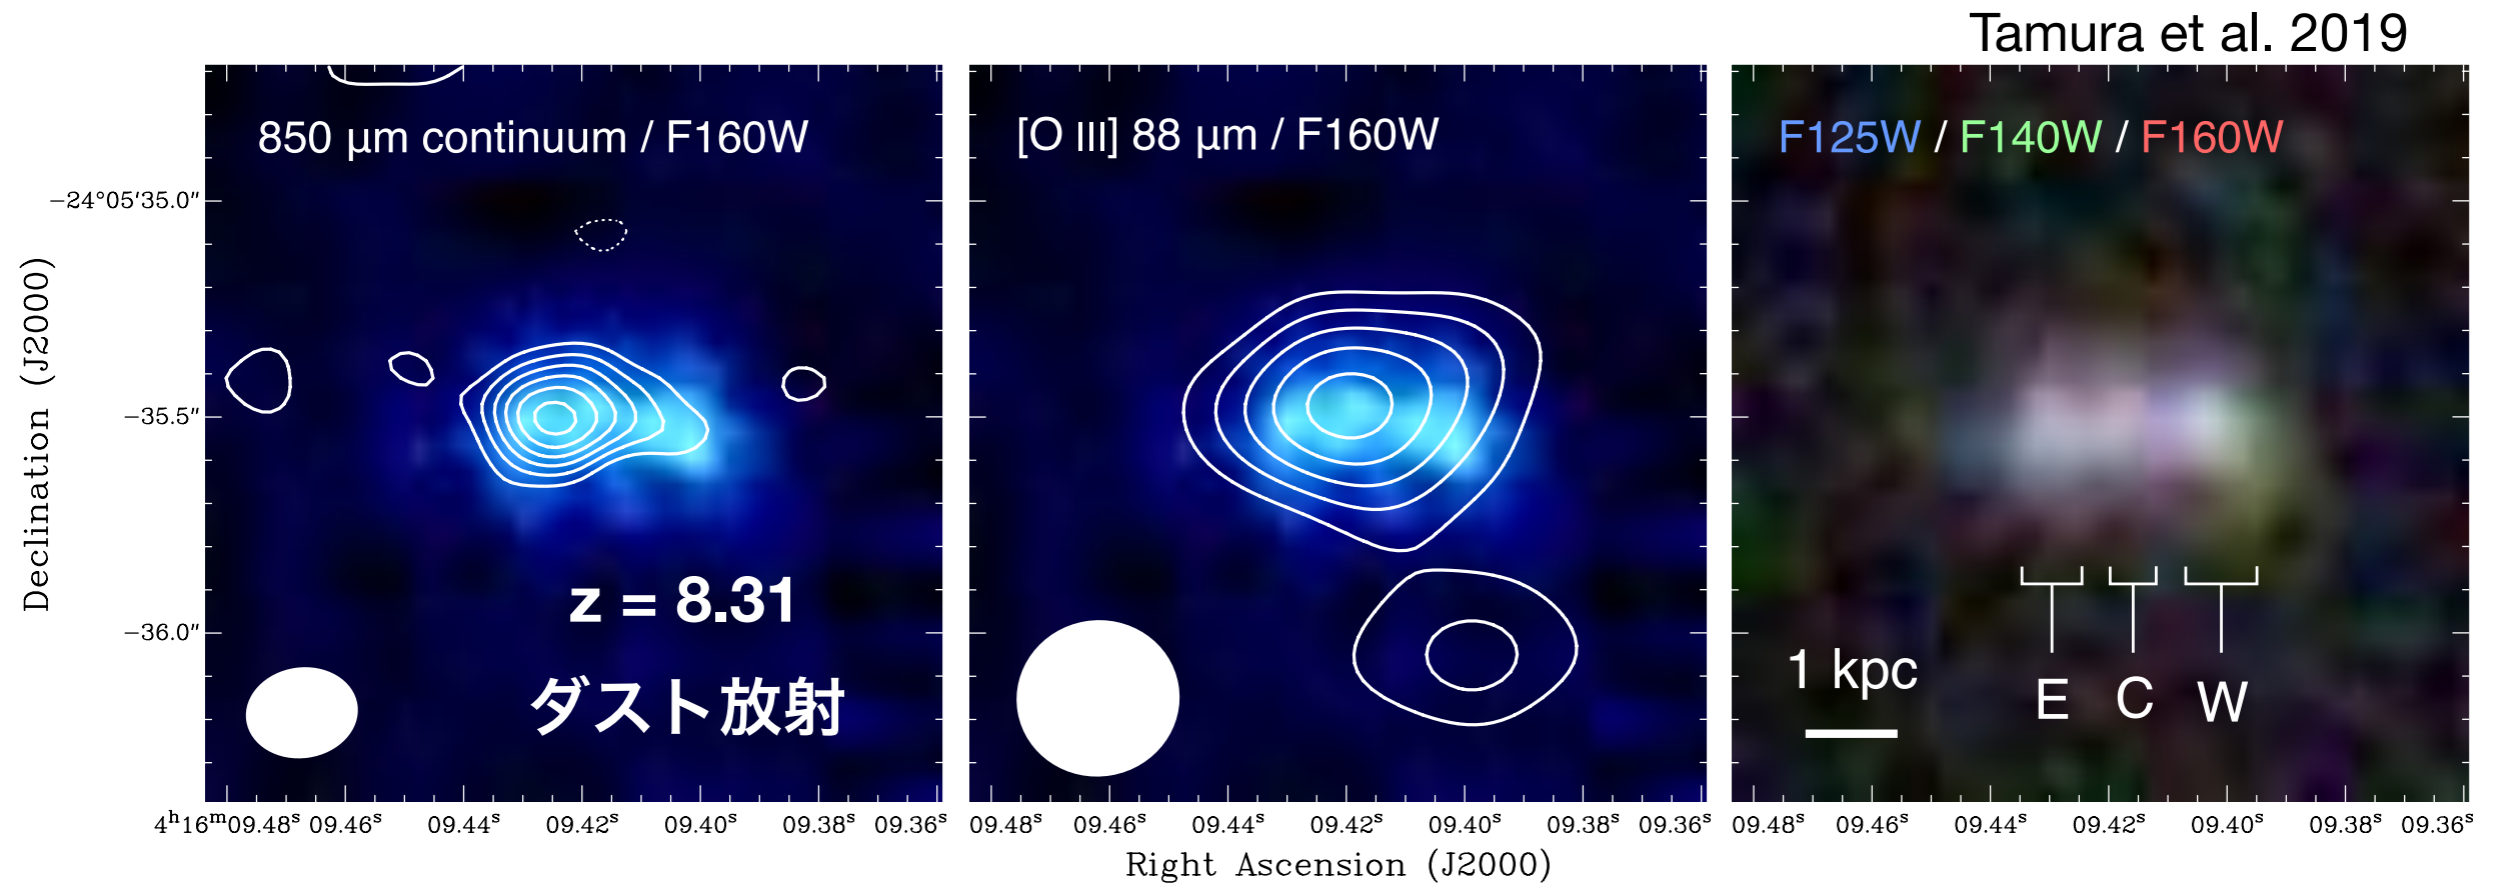 Tamura et al. 2019
850 μm continuum / F160W
[O III] 88 μm / F160W
F125W / F140W / F160W
−24°05′35.0″
−35.5″
−36.0″
Declination (J2000)
z = 8.31
ダスト放射
1 kpc
E C W
4h16m09.48s 09.46s 09.44s 09.42s 09.40s 09.38s 09.36s
09.48s 09.46s 09.44s 09.42s 09.40s 09.38s 09.36s
09.48s 09.46s 09.44s 09.42s 09.40s 09.38s 09.36s
Right Ascension (J2000)